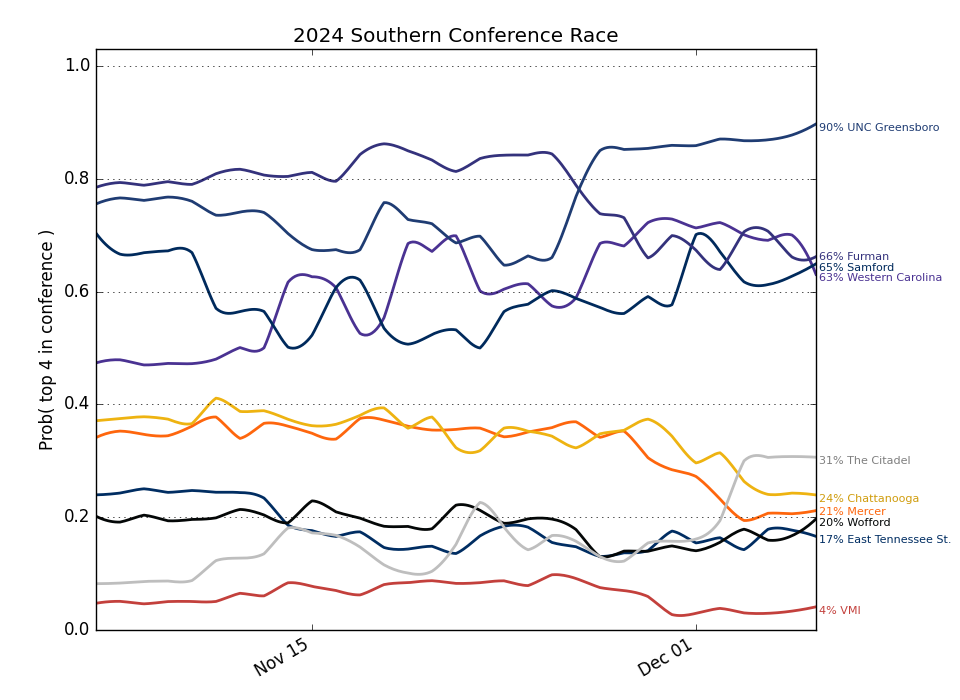 2024 Southern Conference Race
Prob( top 4 in conference )
1.0
0.8
0.6
0.4
0.2
0.0
Nov 15
Dec 01
90% UNC Greensboro
66% Furman
65% Samford
63% Western Carolina
31% The Citadel
24% Chattanooga
21% Mercer
20% Wofford
17% East Tennessee St.
4% VMI